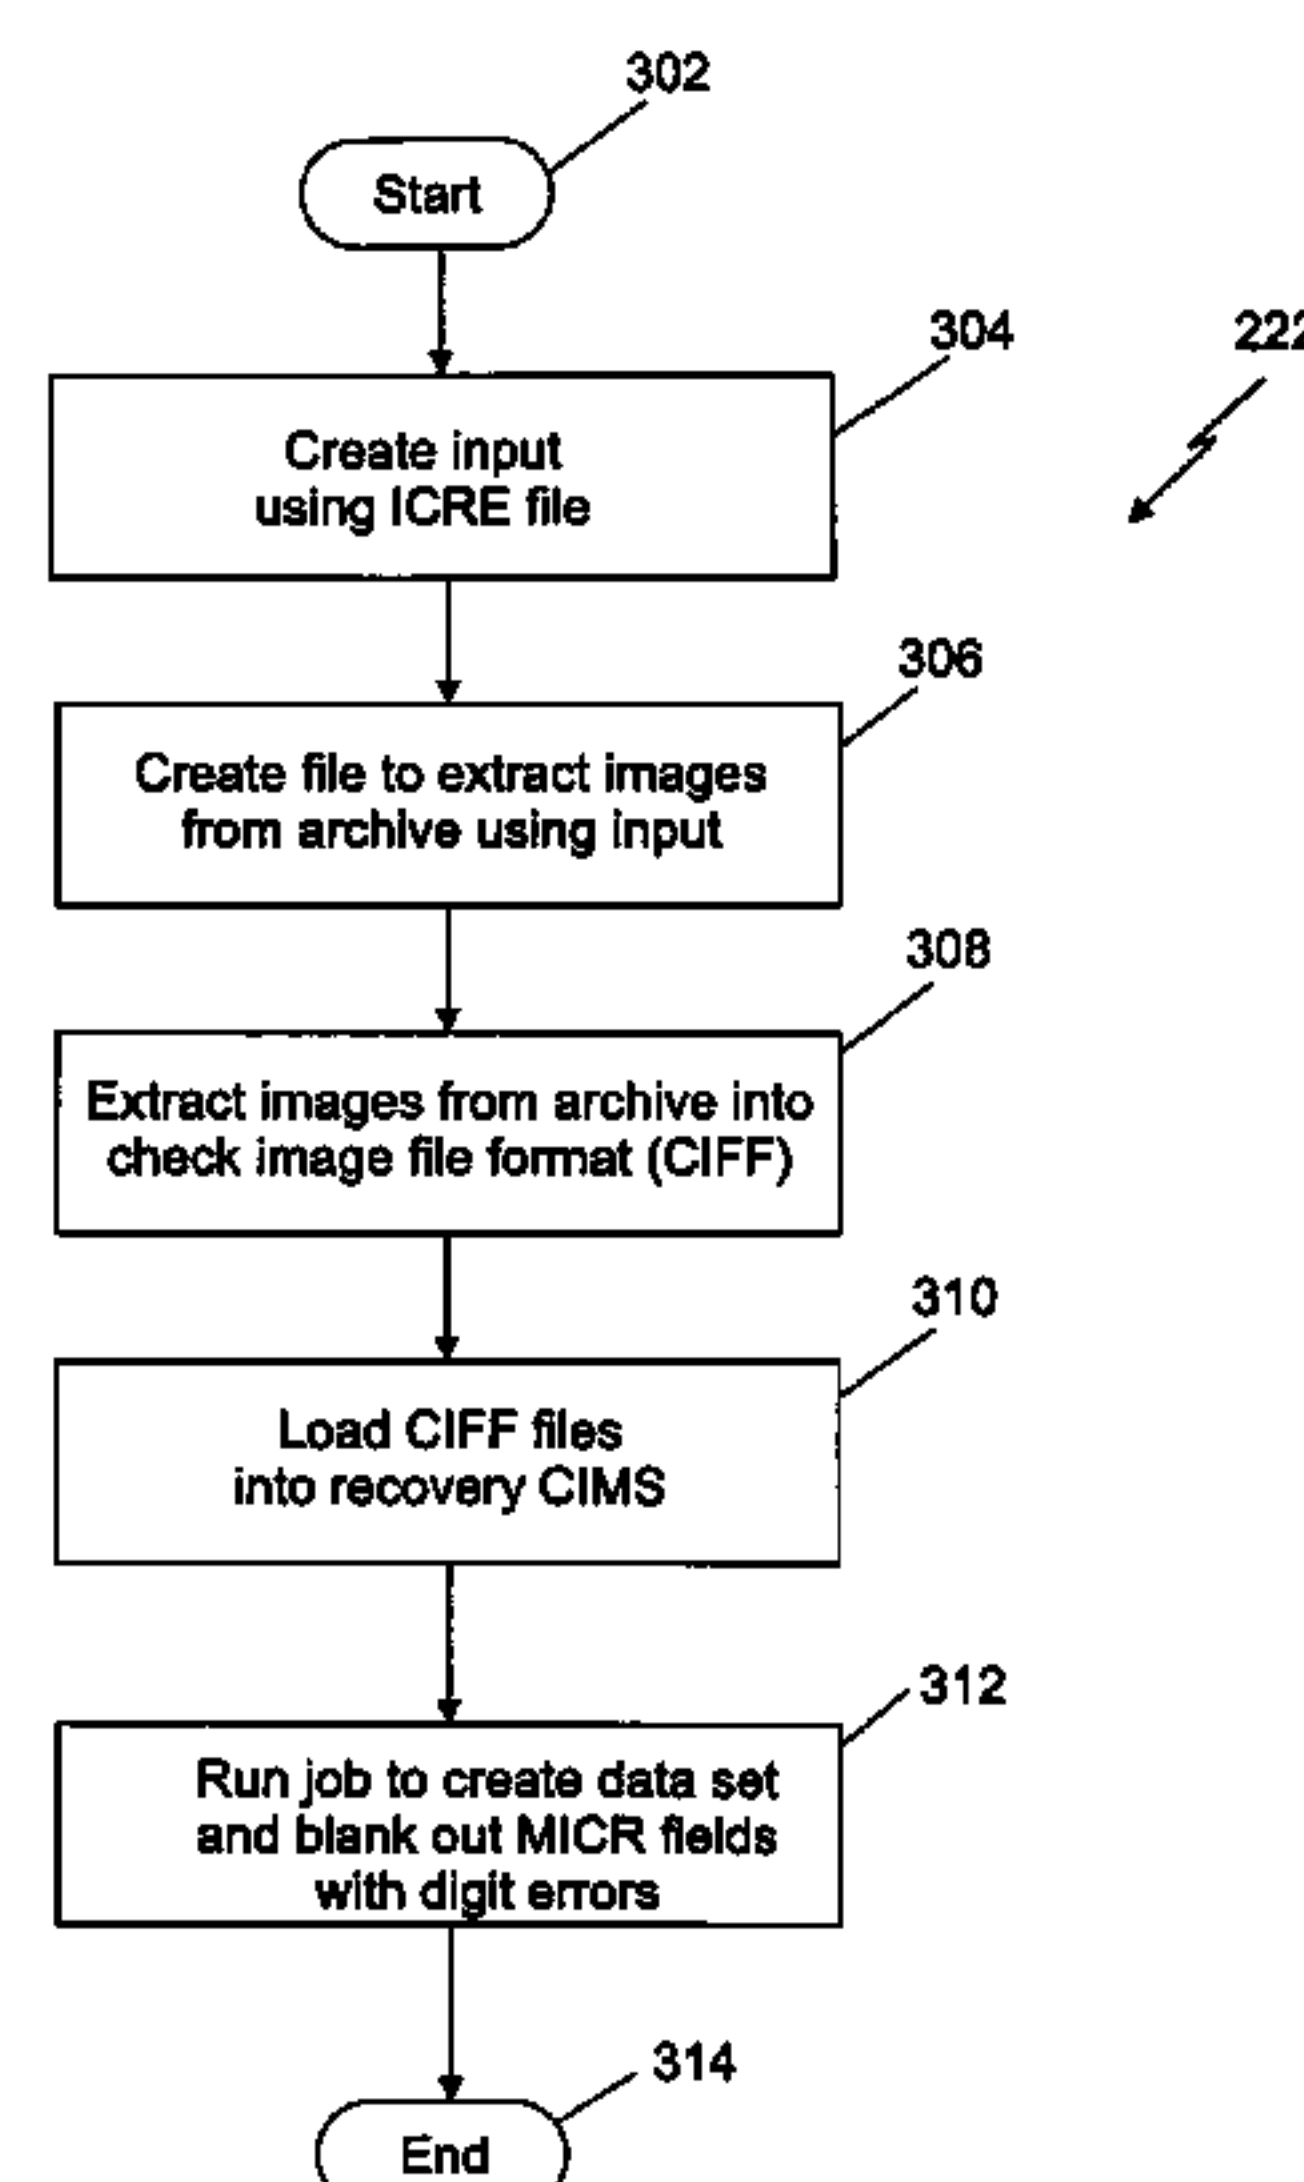 302
Start
304
222
Create input
using ICRE file
306
Create file to extract images
from archive using input
308
Extract images from archive into
check image file format (CIFF)
310
Load CIFF files
into recovery CIMS
312
Run job to create data set
and blank out MICR fields
with digit errors
314
End